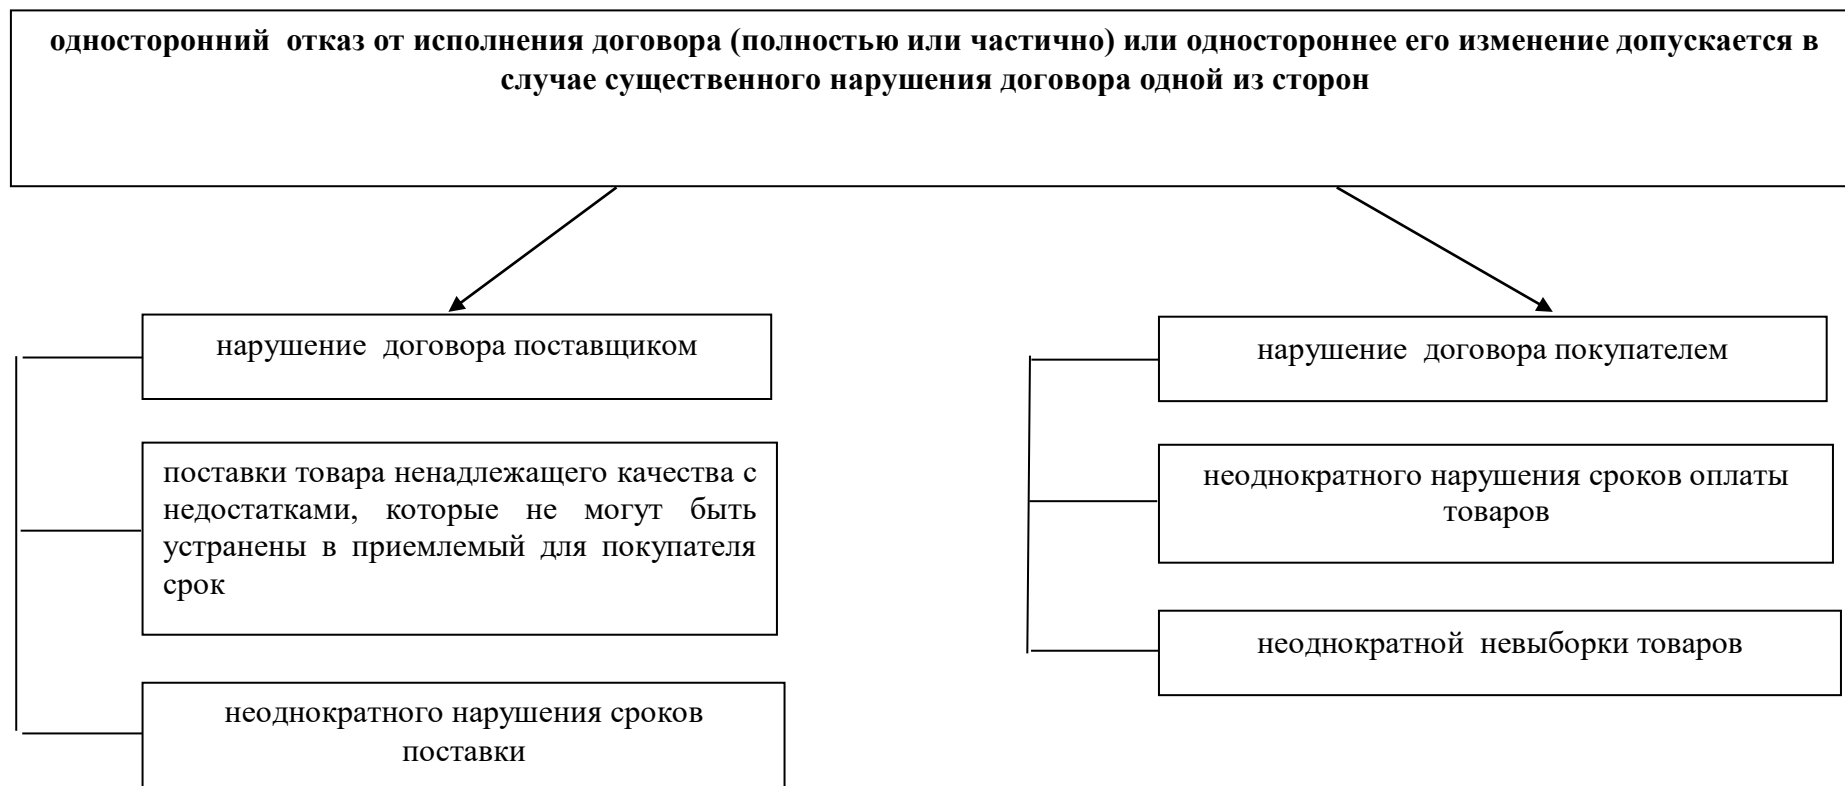 односторонний отказ от исполнения договора (полностью или частично) или одностороннее его изменение допускается в
случае существенного нарушения договора одной из сторон
нарушение договора поставщиком
поставки товара ненадлежащего качества с
недостатками, которые не могут быть
устранены в приемлемый для покупателя
срок
неоднократного нарушения сроков
поставки
нарушение договора покупателем
неоднократного нарушения сроков оплаты
товаров
неоднократной невыборки товаров